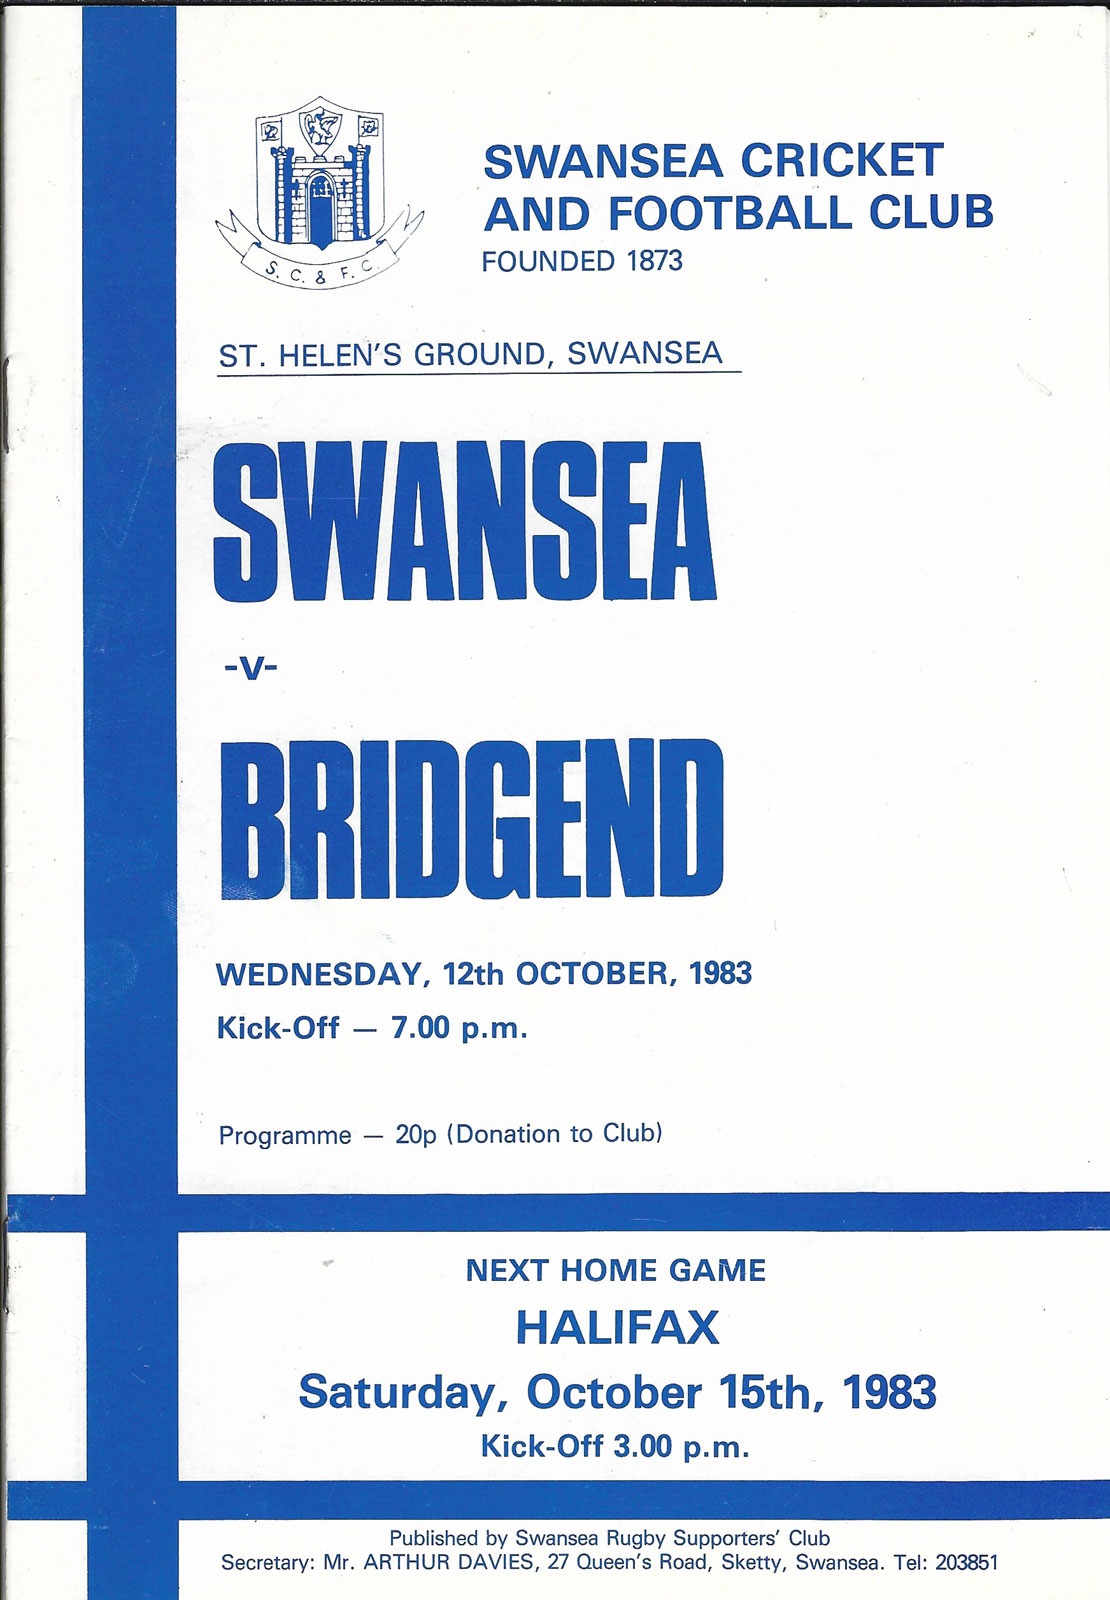 S. C. & F. C.
SWANSEA CRICKET
AND FOOTBALL CLUB
FOUNDED 1873
ST. HELEN'S GROUND, SWANSEA
SWANSEA
-v-
BRIDGEND
WEDNESDAY, 12th OCTOBER, 1983
Kick-Off — 7.00 p.m.
Programme — 20p (Donation to Club)
NEXT HOME GAME
HALIFAX
Saturday, October 15th, 1983
Kick-Off 3.00 p.m.
Published by Swansea Rugby Supporters' Club
Secretary: Mr. ARTHUR DAVIES, 27 Queen's Road, Sketty, Swansea. Tel: 203851